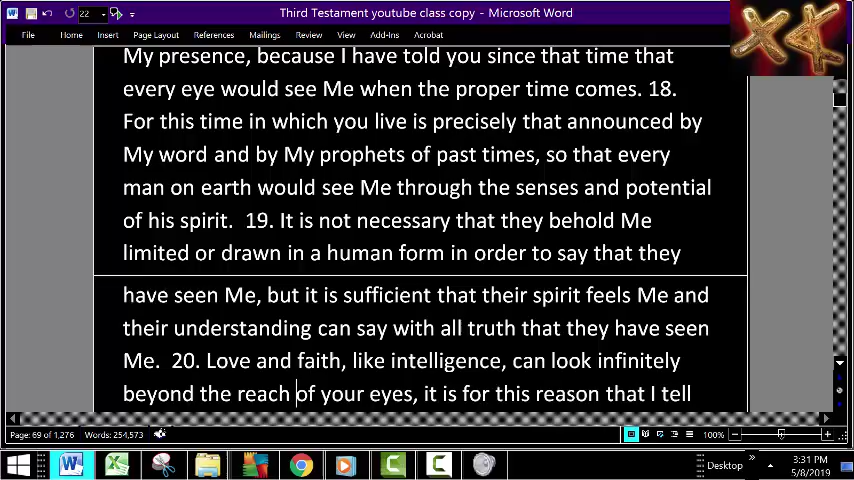 22
Third Testament youtube class copy - Microsoft Word
File Home Insert Page Layout References Mailings Review View Add-Ins Acrobat
My presence, because I have told you since that time that
every eye would see Me when the proper time comes. 18.
For this time in which you live is precisely that announced by
My word and by My prophets of past times, so that every
man on earth would see Me through the senses and potential
of his spirit.  19. It is not necessary that they behold Me
limited or drawn in a human form in order to say that they
have seen Me, but it is sufficient that their spirit feels Me and
their understanding can say with all truth that they have seen
Me.  20. Love and faith, like intelligence, can look infinitely
beyond the reach of your eyes, it is for this reason that I tell
Page: 69 of 1,276 Words: 254,573 100%
Desktop 3:31 PM
5/8/2019